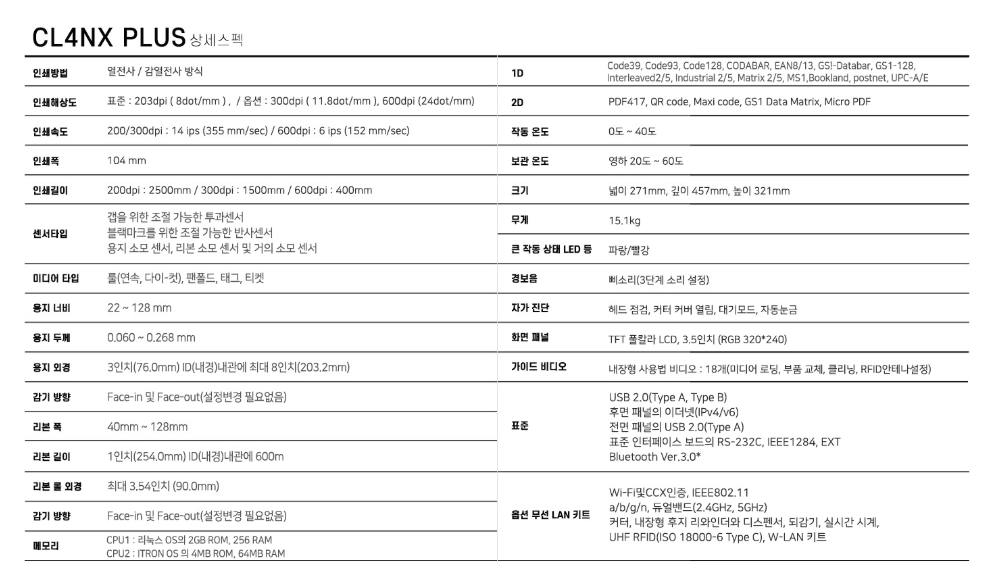 CL4NX PLUS 상세스펙
인쇄방법 열전사 / 감열전사 방식
인쇄해상도 표준 : 203dpi ( 8dot/mm ) , / 옵션 : 300dpi ( 11.8dot/mm ), 600dpi (24dot/mm)
인쇄속도 200/300dpi : 14 ips (355 mm/sec) / 600dpi : 6 ips (152 mm/sec)
인쇄폭 104 mm
인쇄길이 200dpi : 2500mm / 300dpi : 1500mm / 600dpi : 400mm
센서타입
갭을 위한 조절 가능한 투과센서
블랙마크를 위한 조절 가능한 반사센서
용지 소모 센서, 리본 소모 센서 및 거의 소모 센서
미디어 타입 롤(연속, 다이-컷), 팬폴드, 태그, 티켓
용지 너비 22 ~ 128 mm
용지 두께 0.060 ~ 0.268 mm
용지 외경 3인치(76.0mm) ID(내경)내관에 최대 8인치(203.2mm)
감기 방향 Face-in 및 Face-out(설정변경 필요없음)
리본 폭 40mm ~ 128mm
리본 길이 1인치(254.0mm) ID(내경)내관에 600m
리본 롤 외경 최대 3.54인치 (90.0mm)
감기 방향 Face-in 및 Face-out(설정변경 필요없음)
메모리
CPU1 : 리눅스 OS의 2GB ROM, 256 RAM
CPU2 : ITRON OS 의 4MB ROM, 64MB RAM
1D
Code39, Code93, Code128, CODABAR, EAN8/13, GS!-Databar, GS1-128,
Interleaved2/5, Industrial 2/5, Matrix 2/5, MS1,Bookland, postnet, UPC-A/E
2D PDF417, QR code, Maxi code, GS1 Data Matrix, Micro PDF
작동 온도 0도 ~ 40도
보관 온도 영하 20도 ~ 60도
크기 넓이 271mm, 깊이 457mm, 높이 321mm
무게 15.1kg
큰 작동 상태 LED 등 파랑/빨강
경보음 삐소리(3단계 소리 설정)
자가 진단 헤드 점검, 커터 커버 열림, 대기모드, 자동눈금
화면 패널 TFT 풀칼라 LCD, 3.5인치 (RGB 320*240)
가이드 비디오 내장형 사용법 비디오 : 18개(미디어 로딩, 부품 교체, 클리닝, RFID안테나설정)
표준
USB 2.0(Type A, Type B)
후면 패널의 이더넷(IPv4/v6)
전면 패널의 USB 2.0(Type A)
표준 인터페이스 보드의 RS-232C, IEEE1284, EXT
Bluetooth Ver.3.0*
옵션 무선 LAN 키트
Wi-Fi및CCX인증, IEEE802.11
a/b/g/n, 듀얼밴드(2.4GHz, 5GHz)
커터, 내장형 후지 리와인더와 디스펜서, 되감기, 실시간 시계,
UHF RFID(ISO 18000-6 Type C), W-LAN 키트